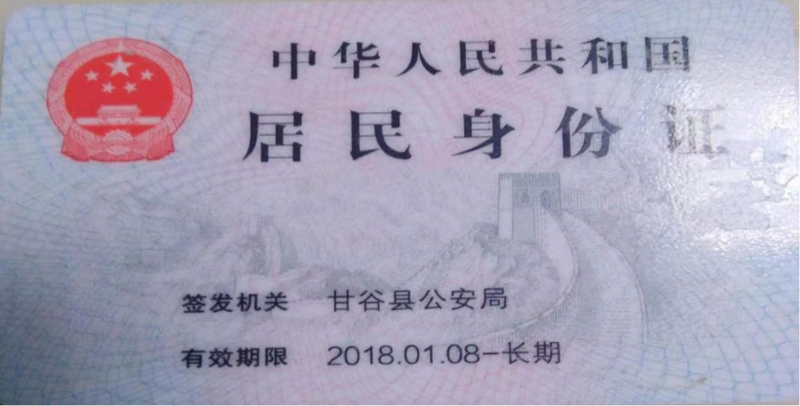 中华人民共和国
居民身份证
签发机关 甘谷县公安局
有效期限 2018.01.08-长期